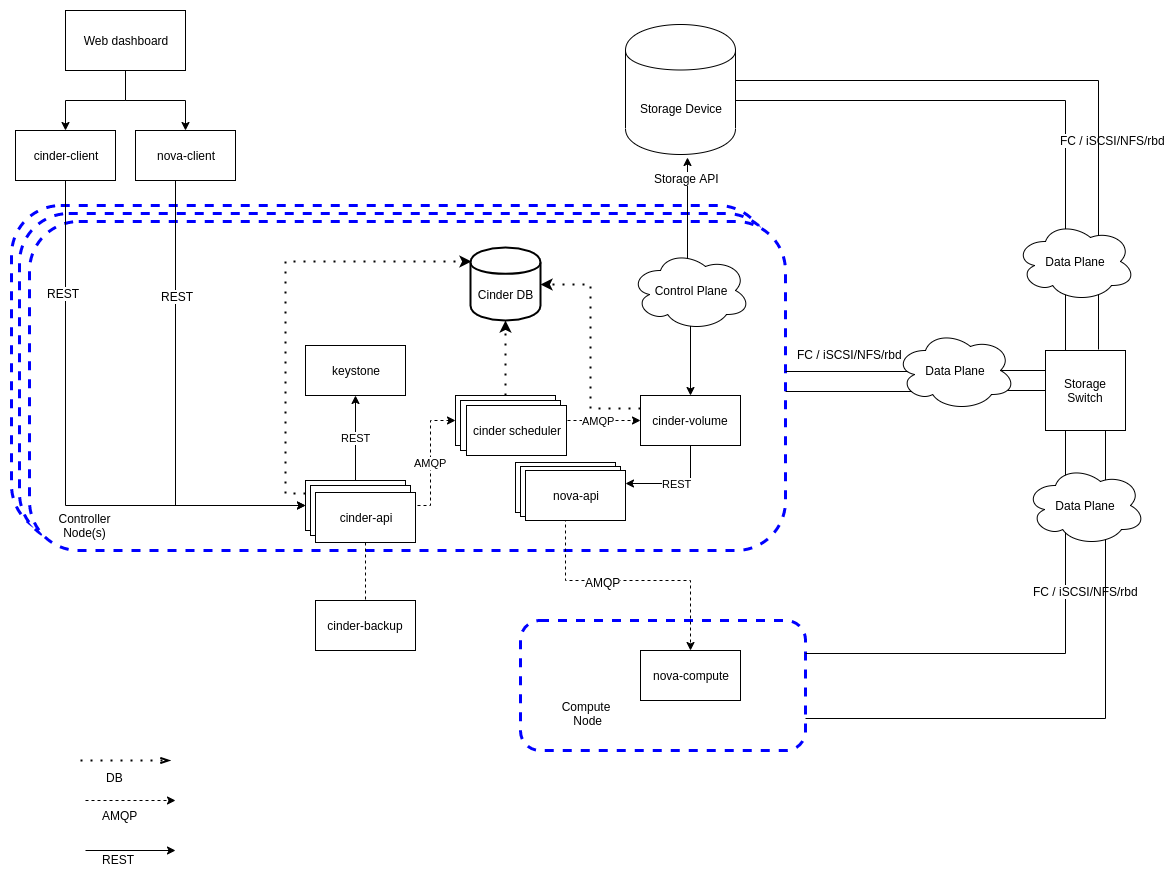 Web dashboard
cinder-client
nova-client
Storage Device
FC / iSCSI/NFS/rbd
Storage API
REST
REST
Cinder DB
Control Plane
Data Plane
keystone
FC / iSCSI/NFS/rbd
Data Plane
Storage
Switch
REST
AMQP
cinder scheduler
AMQP
cinder-volume
REST
nova-api
Data Plane
Controller
Node(s)
cinder-api
AMQP
FC / iSCSI/NFS/rbd
cinder-backup
nova-compute
Compute
Node
DB
AMQP
REST